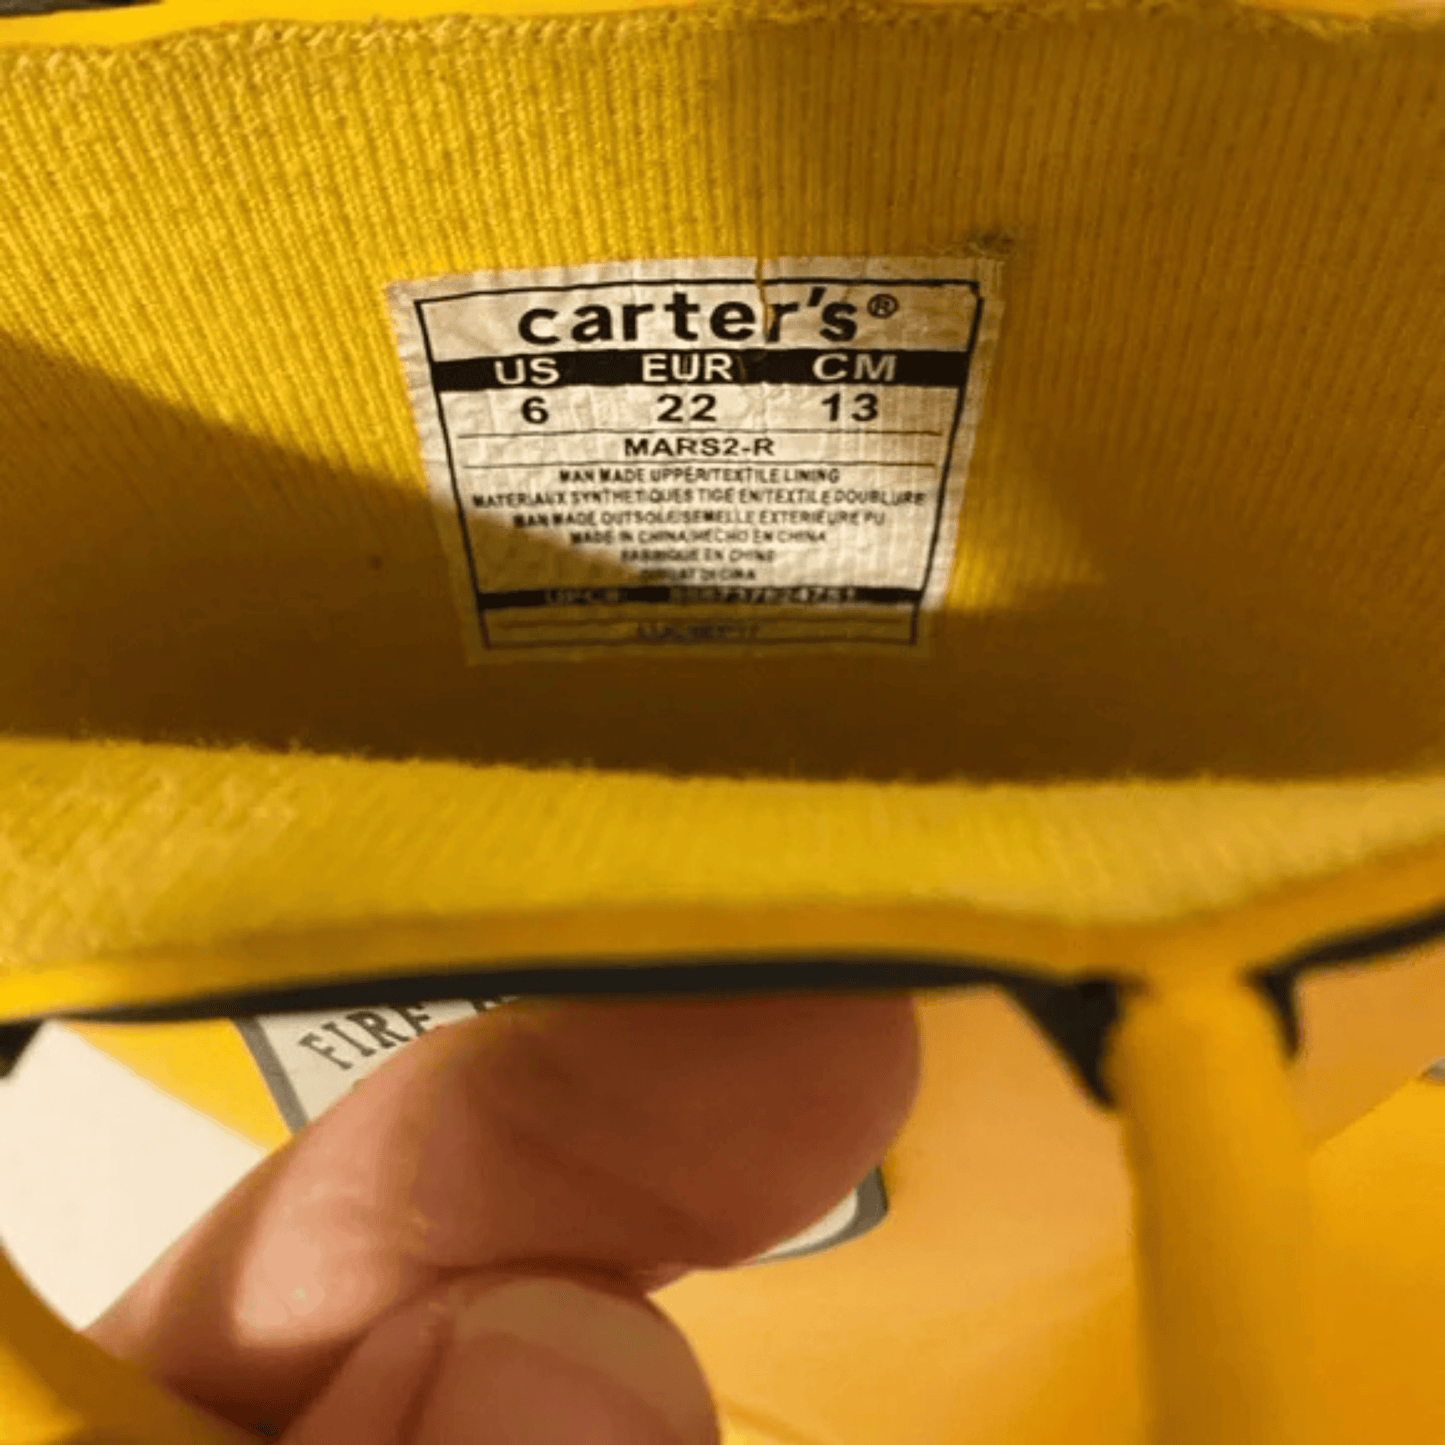 carter's®
US EUR CM
6 22 13
MARS2-R
MAN MADE UPPER/TEXTILE LINING
MATERIAUX SYNTHETIQUES TIGE EN/TEXTILE DOUBLURE
MAN MADE OUTSOLE/SEMELLE EXTERIEURE PU
MADE IN CHINA/HECHO EN CHINA
FABRIQUE EN CHINE
UPC#
FIRE